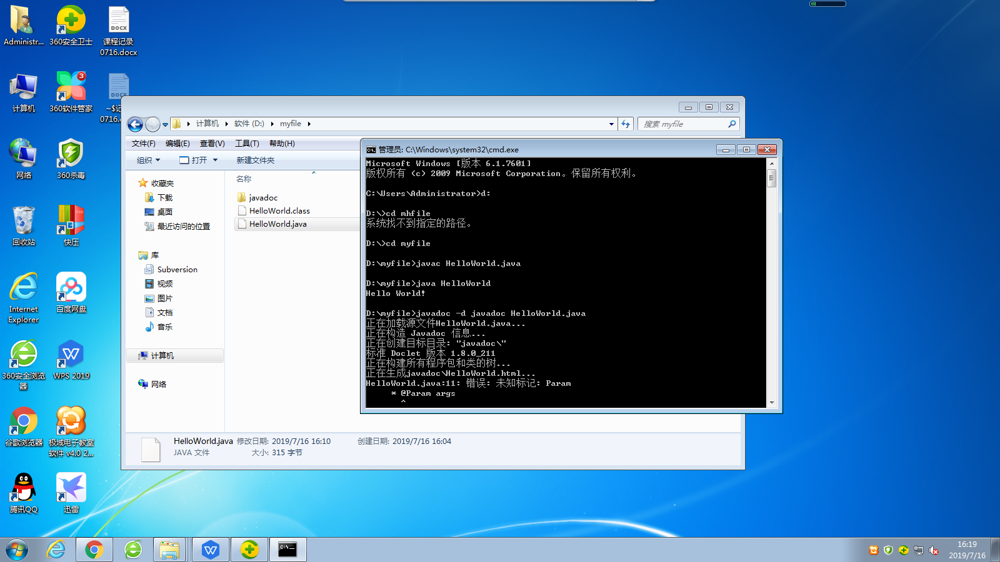 Administr...
360安全卫士
课程记录
0716.docx
DOCX
计算机
360软件管家
3
DOCX
~$记
0716.
网络
360杀毒
回收站
快压
Internet
Explorer
百度网盘
360安全浏览
器
WPS 2019
谷歌浏览器
极域电子教室
软件 v4.0 2...
腾讯QQ
迅雷
计算机 软件 (D:) myfile
搜索 myfile
文件(F) 编辑(E) 查看(V) 工具(T) 帮助(H)
组织 打开 新建文件夹
收藏夹
下载
桌面
最近访问的位置
库
Subversion
视频
图片
文档
音乐
计算机
网络
名称
javadoc
HelloWorld.class
HelloWorld.java
HelloWorld.java 修改日期: 2019/7/16 16:10 创建日期: 2019/7/16 16:04
JAVA 文件 大小: 315 字节
管理员: C:\Windows\system32\cmd.exe
Microsoft Windows [版本 6.1.7601]
版权所有 (c) 2009 Microsoft Corporation。保留所有权利。
C:\Users\Administrator>d:
D:\>cd mhfile
系统找不到指定的路径。
D:\>cd myfile
D:\myfile>javac HelloWorld.java
D:\myfile>java HelloWorld
Hello World!
D:\myfile>javadoc -d javadoc HelloWorld.java
正在加载源文件HelloWorld.java...
正在构造 Javadoc 信息...
正在创建目标目录: "javadoc\"
标准 Doclet 版本 1.8.0_211
正在构建所有程序包和类的树...
正在生成javadoc\HelloWorld.html...
HelloWorld.java:11: 错误: 未知标记: Param
* @Param args
^
16:19
2019/7/16